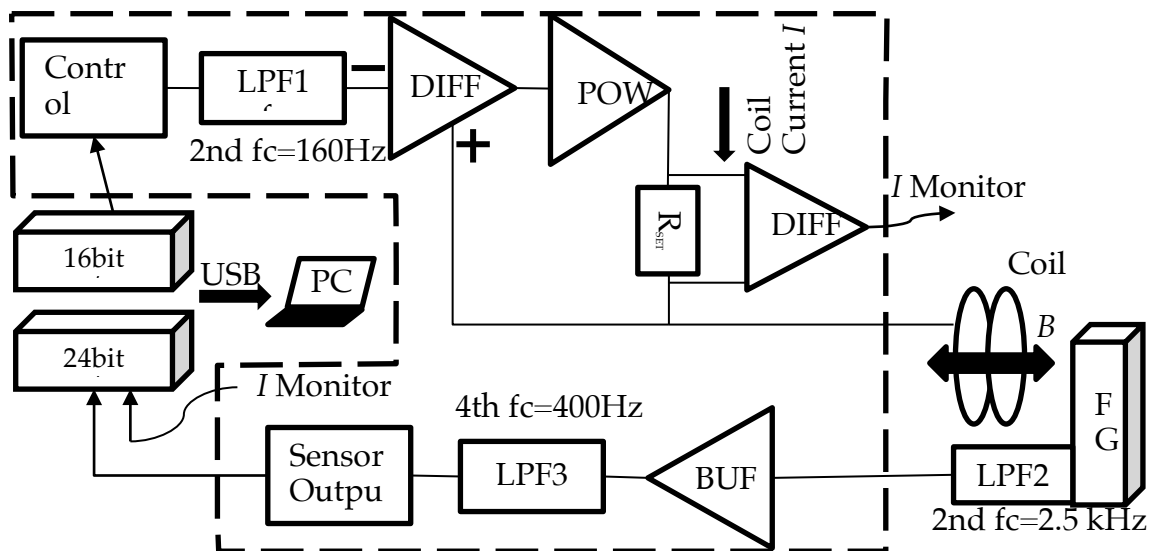 Contr
ol
LPF1
DIFF
POW
Coil
Current I
2nd fc=160Hz
R SET
DIFF
I Monitor
16bit
USB
PC
Coil
B
24bit
I Monitor
4th fc=400Hz
F
G
Sensor
Outpu
LPF3
BUF
LPF2
2nd fc=2.5 kHz